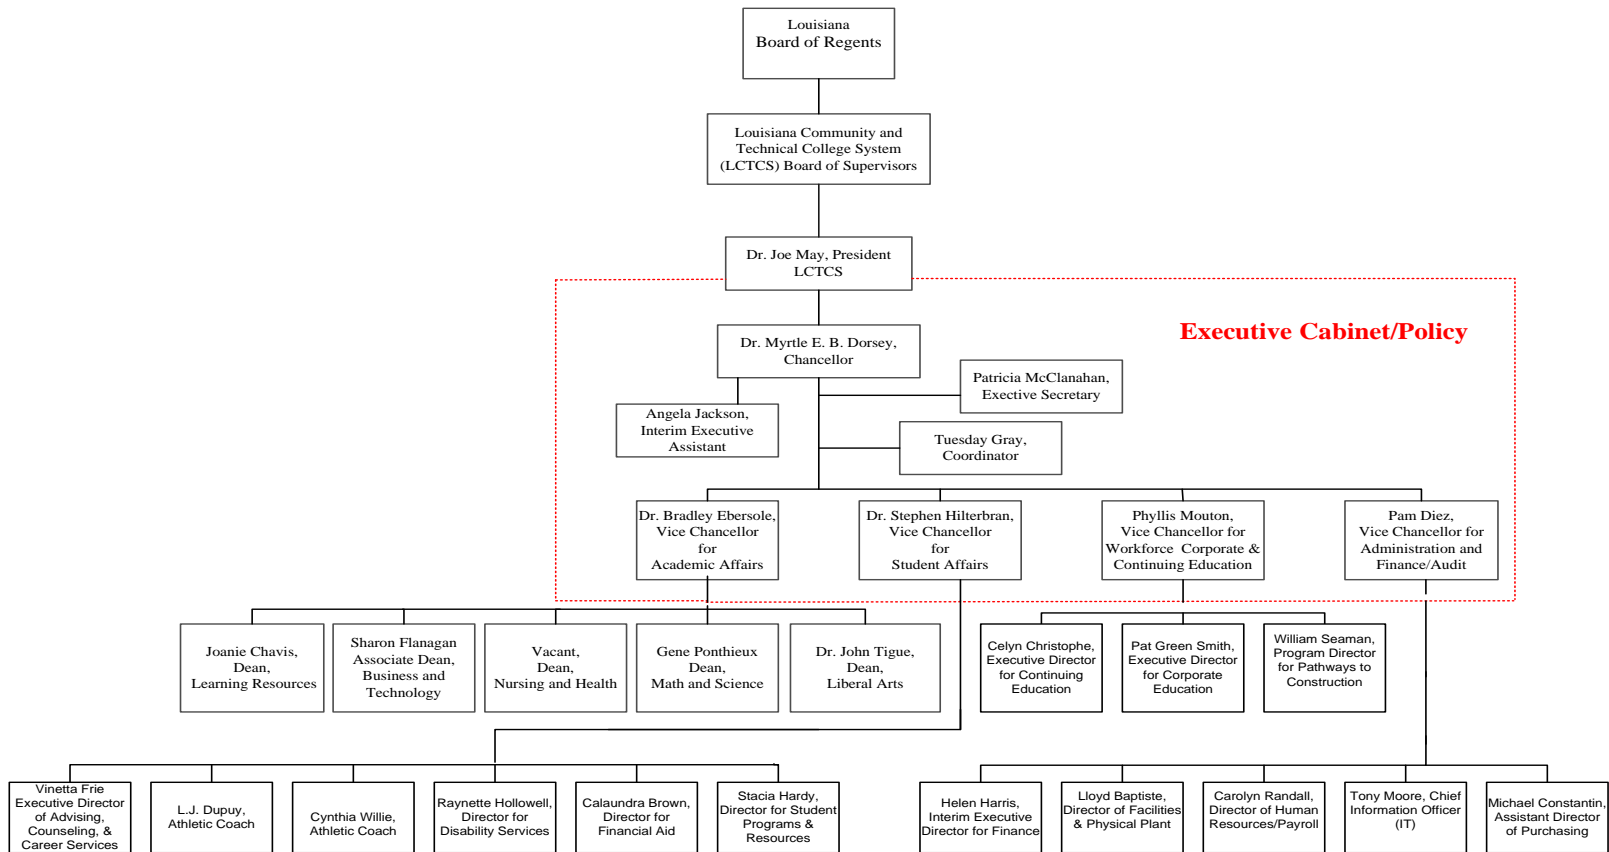 Louisiana
Board of Regents
Louisiana Community and
Technical College System
(LCTCS) Board of Supervisors
Dr. Joe May, President
LCTCS
Executive Cabinet/Policy
Dr. Myrtle E. B. Dorsey,
Chancellor
Patricia McClanahan,
Exective Secretary
Angela Jackson,
Interim Executive
Assistant
Tuesday Gray,
Coordinator
Dr. Bradley Ebersole,
Vice Chancellor
for
Academic Affairs
Dr. Stephen Hilterbran,
Vice Chancellor
for
Student Affairs
Phyllis Mouton,
Vice Chancellor for
Workforce Corporate &
Continuing Education
Pam Diez,
Vice Chancellor for
Administration and
Finance/Audit
Joanie Chavis,
Dean,
Learning Resources
Sharon Flanagan
Associate Dean,
Business and
Technology
Vacant,
Dean,
Nursing and Health
Gene Ponthieux
Dean,
Math and Science
Dr. John Tigue,
Dean,
Liberal Arts
Celyn Christophe,
Executive Director
for Continuing
Education
Pat Green Smith,
Executive Director
for Corporate
Education
William Seaman,
Program Director
for Pathways to
Construction
Vinetta Frie
Executive Director
of Advising,
Counseling, &
Career Services
L.J. Dupuy,
Athletic Coach
Cynthia Willie,
Athletic Coach
Raynette Hollowell,
Director for
Disability Services
Calaundra Brown,
Director for
Financial Aid
Stacia Hardy,
Director for Student
Programs &
Resources
Helen Harris,
Interim Executive
Director for Finance
Lloyd Baptiste,
Director of Facilities
& Physical Plant
Carolyn Randall,
Director of Human
Resources/Payroll
Tony Moore, Chief
Information Officer
(IT)
Michael Constantin,
Assistant Director
of Purchasing